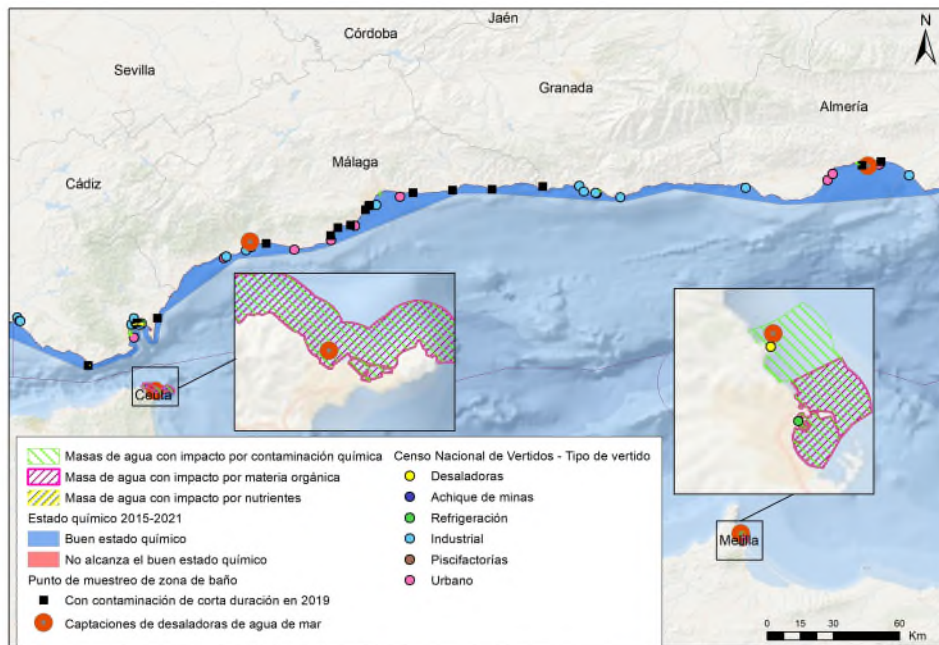 Jaén
N
Córdoba
Sevilla
Granada
Almería
Málaga
Cádiz
Ceuta
Melilla
Masas de agua con impacto por contaminación química
Masa de agua con impacto por materia orgánica
Masa de agua con impacto por nutrientes
Estado químico 2015-2021
Buen estado químico
No alcanza el buen estado químico
Punto de muestreo de zona de baño
Con contaminación de corta duración en 2019
Captaciones de desaladoras de agua de mar
Censo Nacional de Vertidos - Tipo de vertido
Desaladoras
Achique de minas
Refrigeración
Industrial
Piscifactorías
Urbano
0 15 30 60
Km